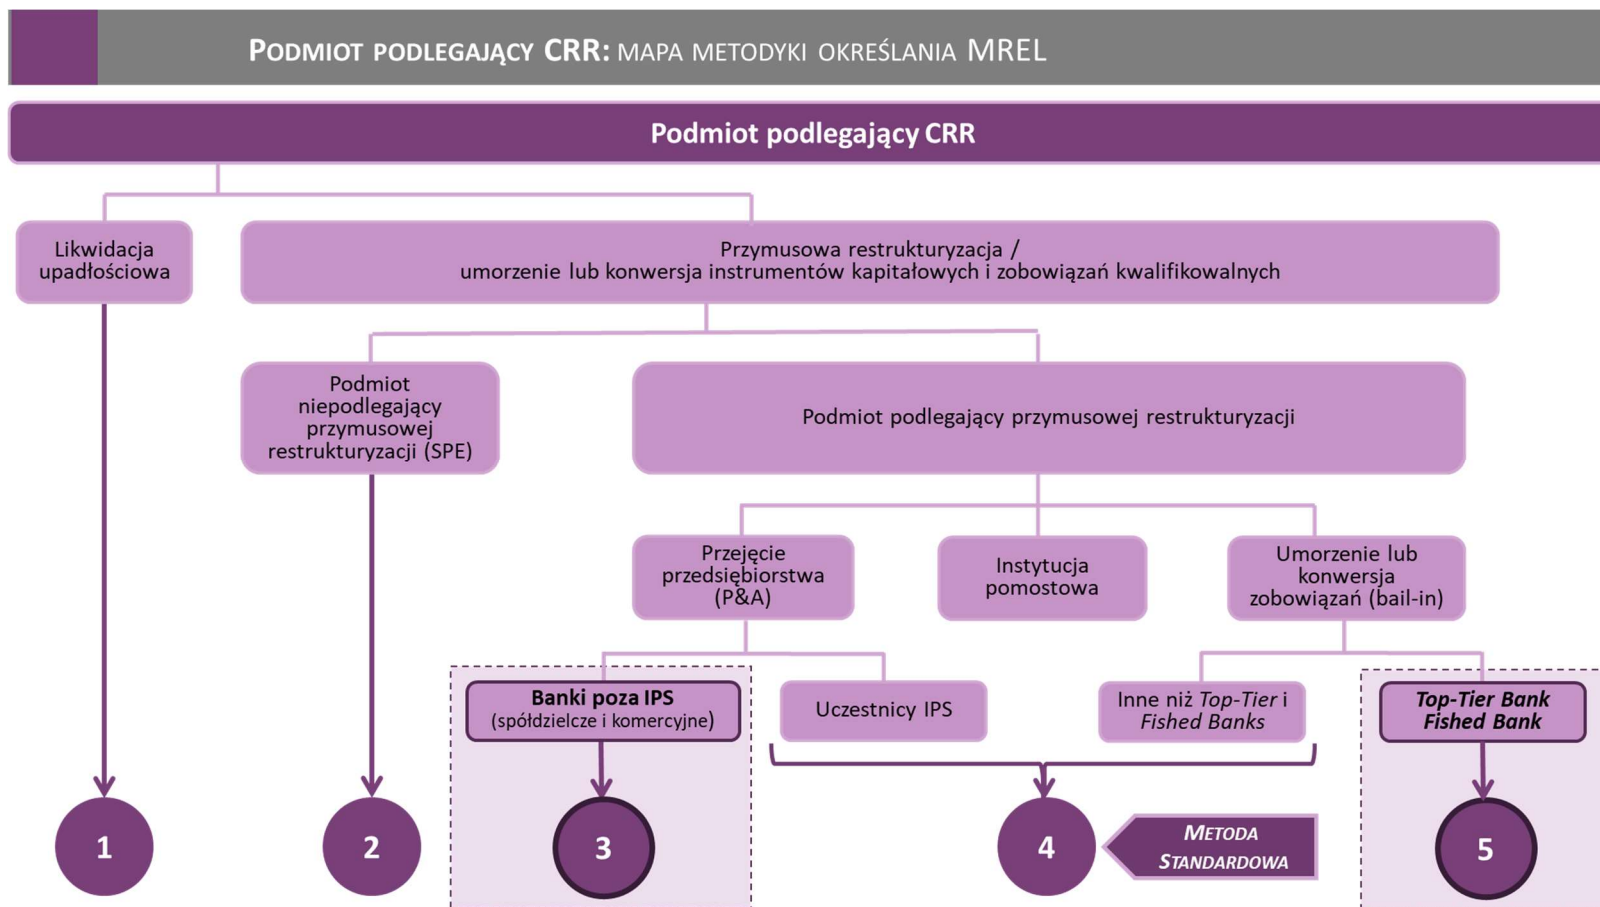 PODMIOT PODLEGAJĄCY CRR: MAPA METODYKI OKREŚLANIA MREL
Podmiot podlegający CRR
Likwidacja
upadłościowa
Przymusowa restrukturyzacja /
umorzenie lub konwersja instrumentów kapitałowych i zobowiązań kwalifikowalnych
Podmiot
niepodlegający
przymusowej
restrukturyzacji (SPE)
Podmiot podlegający przymusowej restrukturyzacji
Przejęcie
przedsiębiorstwa
(P&A)
Instytucja
pomostowa
Umorzenie lub
konwersja
zobowiązań (bail-in)
Banki poza IPS
(spółdzielcze i komercyjne)
Uczestnicy IPS
Inne niż Top-Tier i
Fished Banks
Top-Tier Bank
Fished Bank
1
2
3
4
METODA
STANDARDOWA
5